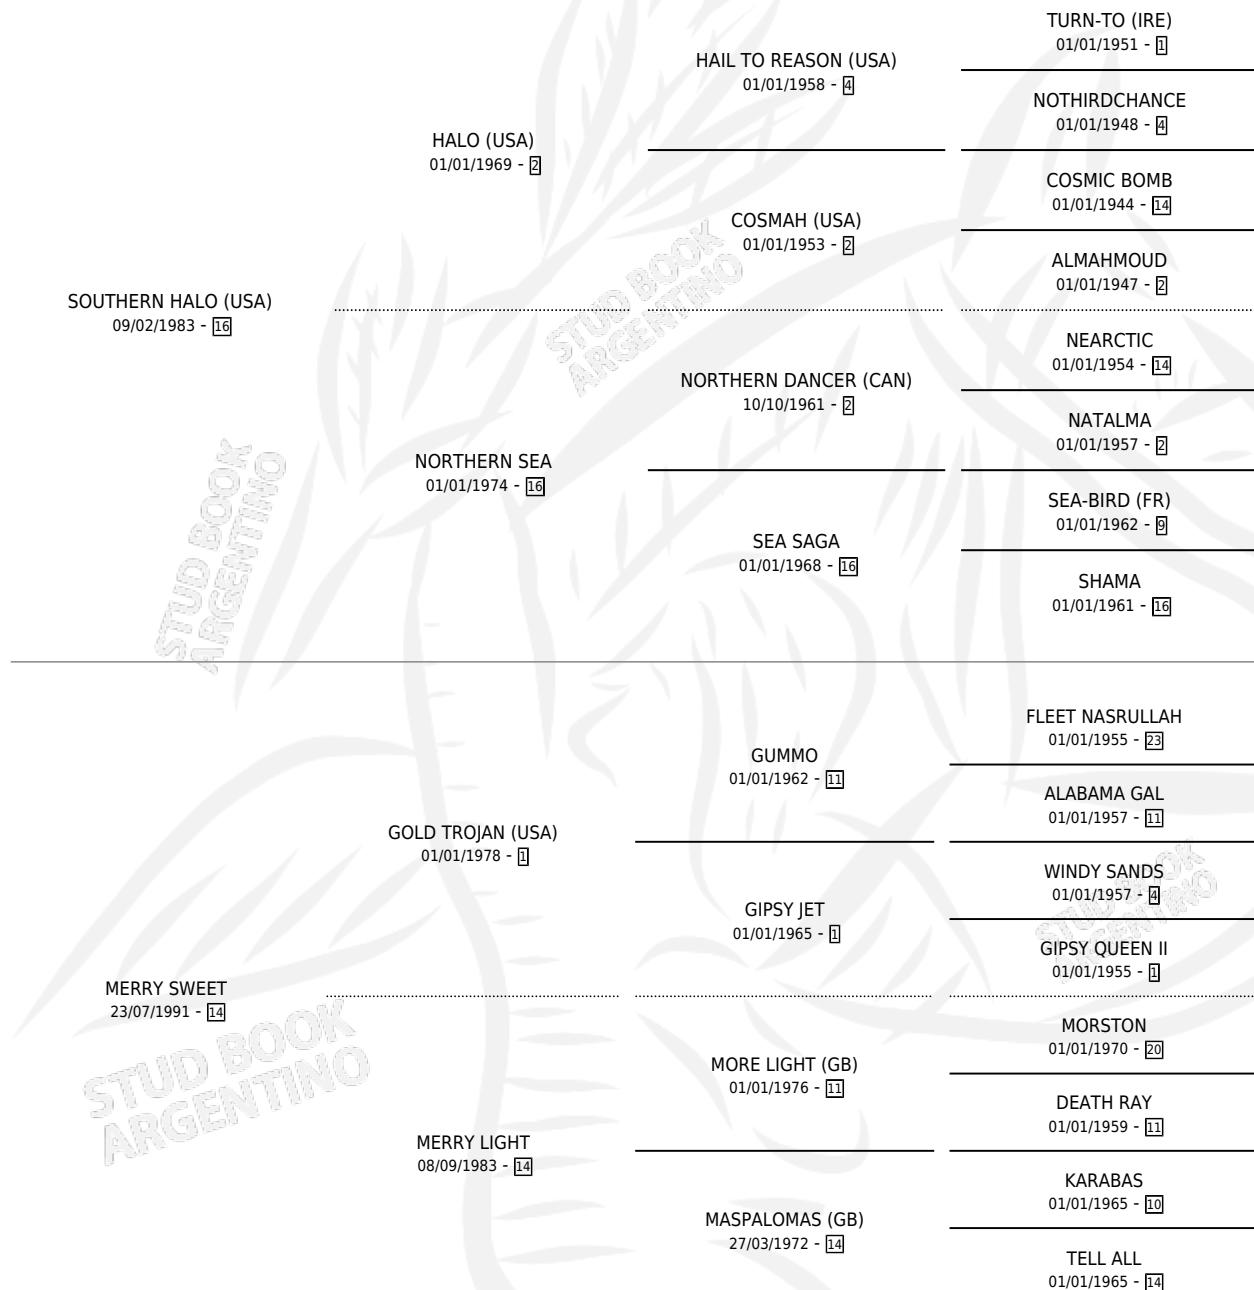 TURN-TO (IRE)
01/01/1951 - 1
HAIL TO REASON (USA)
01/01/1958 - 4
NOTHIRDCHANCE
01/01/1948 - 4
HALO (USA)
01/01/1969 - 2
COSMIC BOMB
01/01/1944 - 14
COSMAH (USA)
01/01/1953 - 2
ALMAHMOUD
01/01/1947 - 2
SOUTHERN HALO (USA)
09/02/1983 - 16
NEARCTIC
01/01/1954 - 14
NORTHERN DANCER (CAN)
10/10/1961 - 2
NATALMA
01/01/1957 - 2
NORTHERN SEA
01/01/1974 - 16
SEA-BIRD (FR)
01/01/1962 - 9
SEA SAGA
01/01/1968 - 16
SHAMA
01/01/1961 - 16
FLEET NASRULLAH
01/01/1955 - 23
GUMMO
01/01/1962 - 11
ALABAMA GAL
01/01/1957 - 11
GOLD TROJAN (USA)
01/01/1978 - 1
WINDY SANDS
01/01/1957 - 4
GIPSY JET
01/01/1965 - 1
GIPSY QUEEN II
01/01/1955 - 1
MERRY SWEET
23/07/1991 - 14
MORSTON
01/01/1970 - 20
MORE LIGHT (GB)
01/01/1976 - 11
DEATH RAY
01/01/1959 - 11
MERRY LIGHT
08/09/1983 - 14
KARABAS
01/01/1965 - 10
MASPALOMAS (GB)
27/03/1972 - 14
TELL ALL
01/01/1965 - 14
STUD BOOK
ARGENTINO
STUD BOOK
ARGENTINO
STUD BOOK
ARGENTINO
STUD BOOK
ARGENTINO